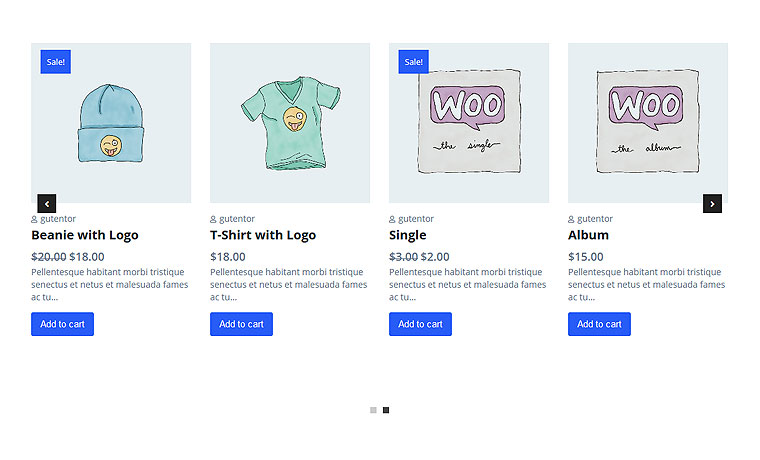 Sale!
gutentor
Beanie with Logo
$20.00 $18.00
Pellentesque habitant morbi tristique
senectus et netus et malesuada fames
ac tu...
Add to cart
gutentor
T-Shirt with Logo
$18.00
Pellentesque habitant morbi tristique
senectus et netus et malesuada fames
ac tu...
Add to cart
Sale!
WOO
the single
gutentor
Single
$3.00 $2.00
Pellentesque habitant morbi tristique
senectus et netus et malesuada fames
ac tu...
Add to cart
WOO
the album
gutentor
Album
$15.00
Pellentesque habitant morbi tristique
senectus et netus et malesuada fames
ac tu...
Add to cart